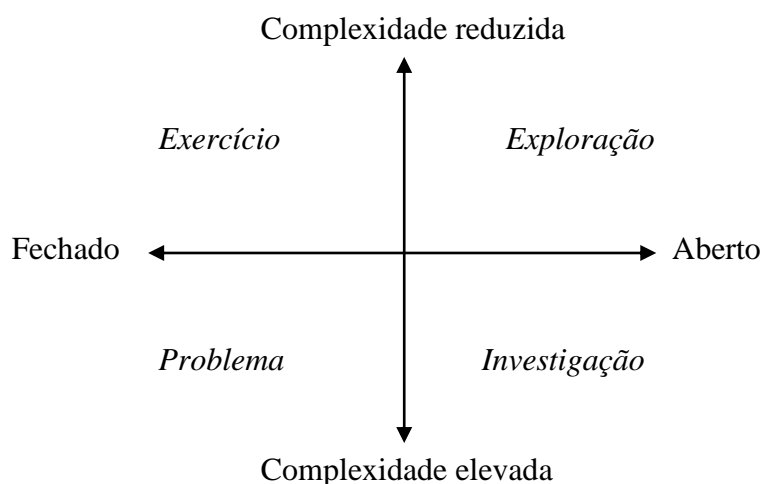 Complexidade reduzida
Exercício Exploração
Fechado Aberto
Problema Investigação
Complexidade elevada